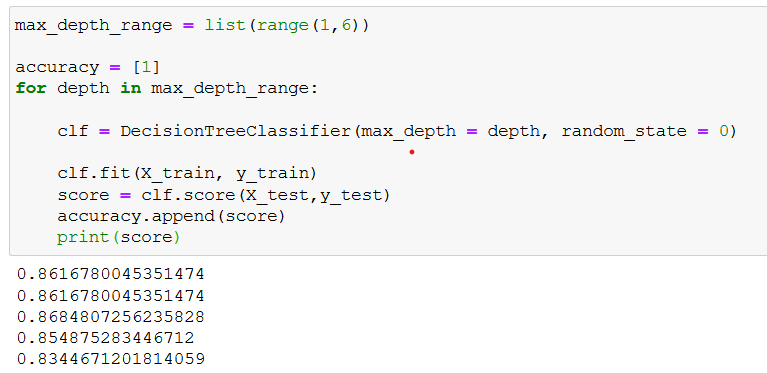 max_depth_range = list(range(1,6))
accuracy = [1]
for depth in max_depth_range:
clf = DecisionTreeClassifier(max_depth = depth, random_state = 0)
clf.fit(X_train, y_train)
score = clf.score(X_test,y_test)
accuracy.append(score)
print(score)
0.8616780045351474
0.8616780045351474
0.8684807256235828
0.854875283446712
0.8344671201814059